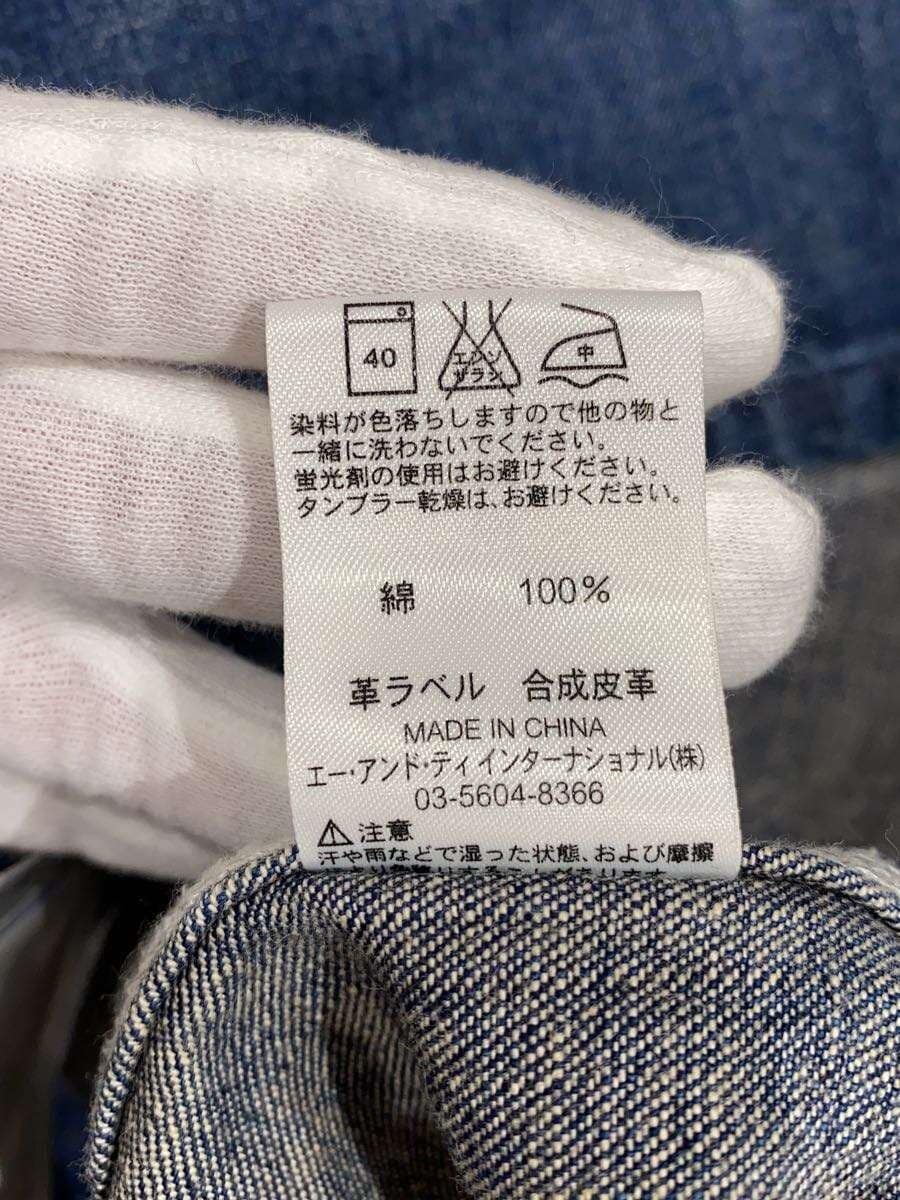 40
エンソ
サラシ
中
染料が色落ちしますので他の物と
一緒に洗わないでください。
蛍光剤の使用はお避けください。
タンブラー乾燥は、お避けください。
綿 100%
革ラベル 合成皮革
MADE IN CHINA
エー・アンド・ティインターナショナル(株)
03-5604-8366
⚠注意
汗や雨などで湿った状態、および摩擦